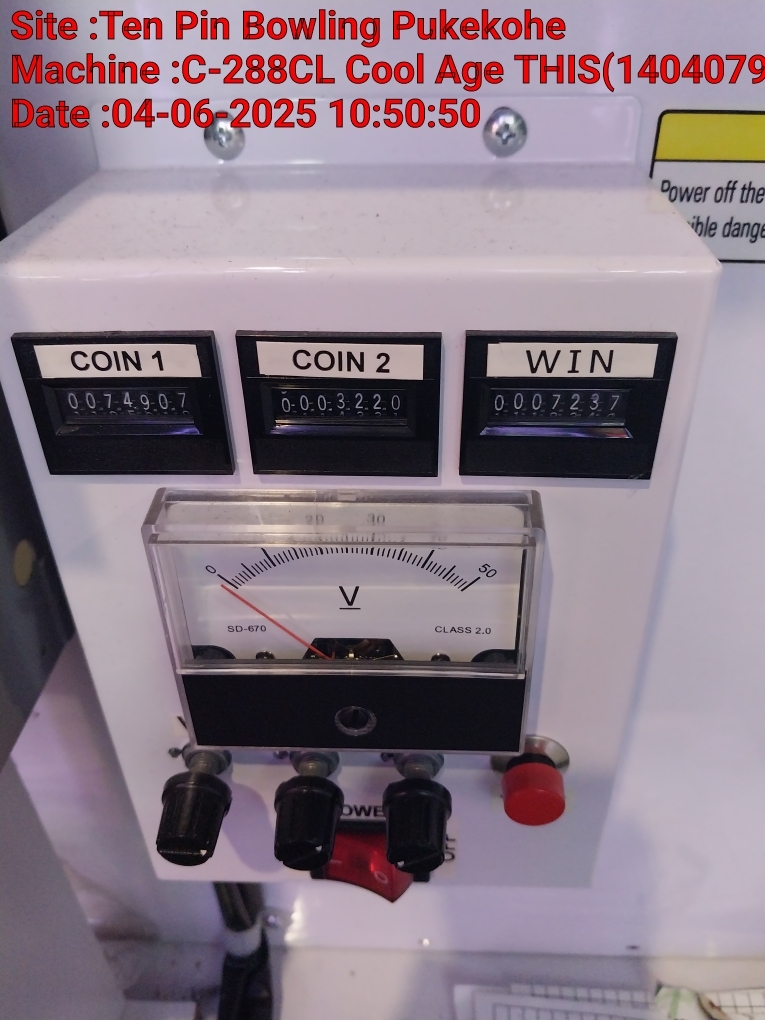 Site :Ten Pin Bowling Pukekohe
Machine :C-288CL Cool Age THIS(1404079
Date :04-06-2025 10:50:50
Power off the
ible dange
COIN 1
COIN 2
WIN
0074907
0003220
0007237
20 30
0 50
V
SD-670 CLASS 2.0
OWE